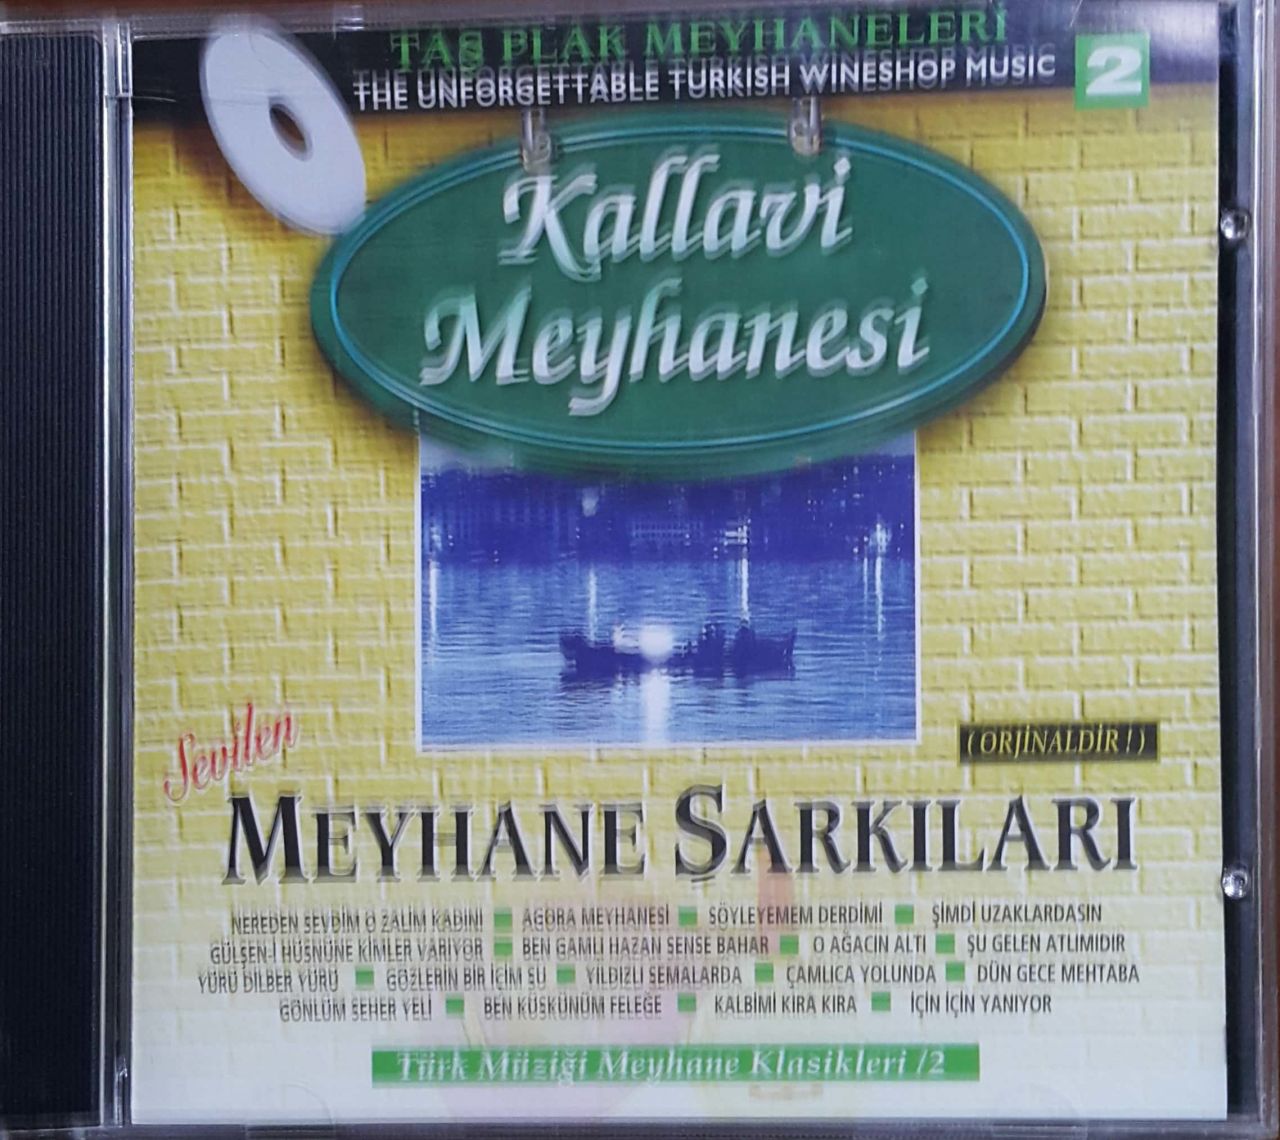 TAŞ PLAK MEYHANELERİ
THE UNFORGETTABLE TURKISH WINESHOP MUSIC
2
Kallavi
Meyhanesi
Sevilen
(ORJİNALDİR!)
MEYHANE ŞARKILARI
NEREDEN SEVDİM O ZALİM KADINI AGORA MEYHANESİ SÖYLEYEMEM DERDİMİ ŞİMDİ UZAKLARDASIN
GÜLŞEN-İ HÜSNÜNE KİMLER VARIYOR BEN GAMLI HAZAN SENSE BAHAR O AĞACIN ALTI ŞU GELEN ATLIMIDIR
YÜRÜ DİLBER YÜRÜ GÖZLERİN BİR İÇİM SU YILDIZLI SEMALARDA ÇAMLICA YOLUNDA DÜN GECE MEHTABA
GÖNLÜM SEHER YELİ BEN KÜSKÜNÜM FELEĞE KALBİMİ KIRA KIRA İÇİN İÇİN YANIYOR
Türk Müziği Meyhane Klasikleri /2